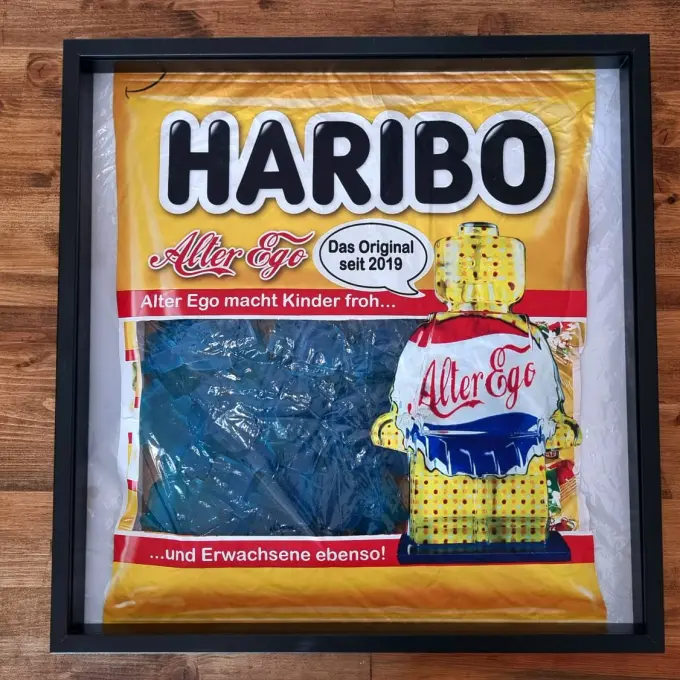 HARIBO
Alter Ego
Das Original
seit 2019
Alter Ego macht Kinder froh...
Alter Ego
...und Erwachsene ebenso!